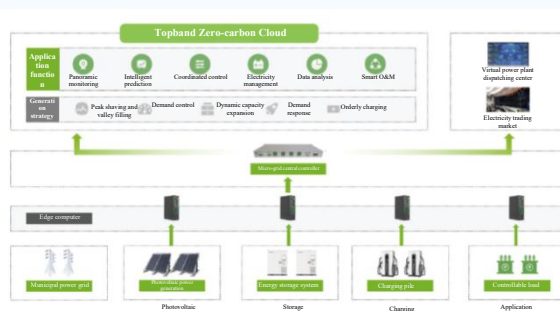 Topband Zero-carbon Cloud
Applica
tion
functio
n
Panoramic
monitoring
Intelligent
prediction
Coordinated control
Electricity
management
Data analysis
Smart O&M
Generati
on
strategy
Peak shaving and
valley filling
Demand control
Dynamic capacity
expansion
Demand
response
Orderly charging
Virtual power plant
dispatching center
Electricity trading
market
Micro-grid control controller
Edge computer
Municipal power grid
Photovoltaic power
generation
Energy storage system
Charging pile
Controllable load
Photovoltaic
Storage
Charging
Application